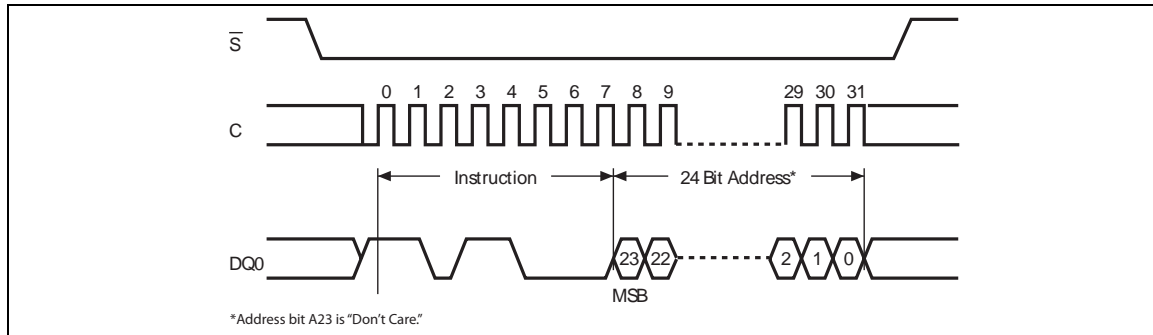 S
0 1 2 3 4 5 6 7 8 9 29 30 31
C
Instruction 24 Bit Address*
DQ0 23 22 2 1 0
MSB
*Address bit A23 is “Don’t Care.”